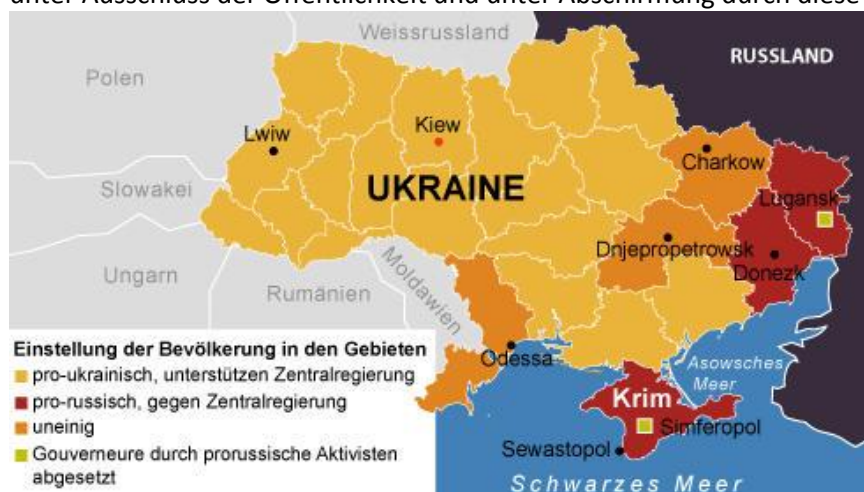 unter Ausschluss der Öffentlichkeit und unter Abschirmung durch diese
Weissrussland
RUSSLAND
Polen
Lwiw
Kiew
Charkow
Slowakei
UKRAINE
Lugansk
Dnjepropetrowsk
Donezk
Ungarn
Moldawien
Rumänien
Einstellung der Bevölkerung in den Gebieten
pro-ukrainisch, unterstützen Zentralregierung
pro-russisch, gegen Zentralregierung
uneinig
Gouverneure durch prorussische Aktivisten
abgesetzt
Odessa
Asowsches
Meer
Krim
Simferopol
Sewastopol
Schwarzes Meer